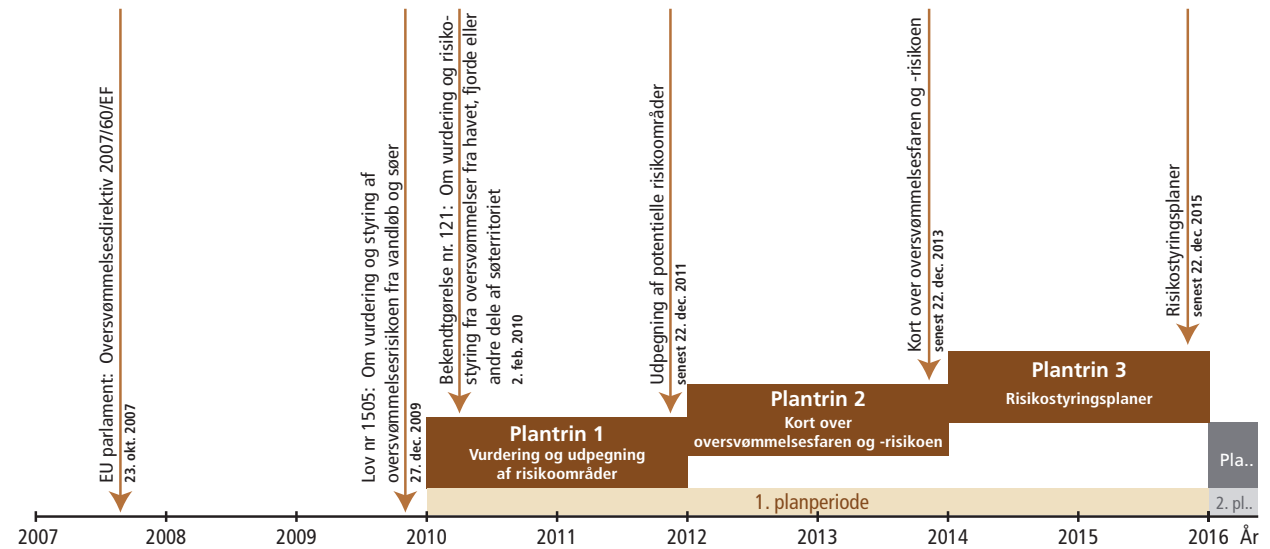 EU parlament: Oversvømmelsesdirektiv 2007/60/EF
23. okt. 2007
Lov nr 1505: Om vurdering og styring af
oversvømmelsesrisikoen fra vandløb og søer
27. dec. 2009
Bekendtgørelse nr. 121: Om vurdering og risiko-
styring fra oversvømmelser fra havet, fjorde eller
andre dele af søterritoriet
2. feb. 2010
Udpegning af potentielle risikoområder
senest 22. dec. 2011
Kort over oversvømmelsesfaren og -risikoen
senest 22. dec. 2013
Risikostyringsplaner
senest 22. dec. 2015
Plantrin 1
Vurdering og udpegning
af risikoområder
Plantrin 2
Kort over
oversvømmelsesfaren og -risikoen
Plantrin 3
Risikostyringsplaner
Pla..
1. planperiode
2. pl..
2007 2008 2009 2010 2011 2012 2013 2014 2015 2016 År